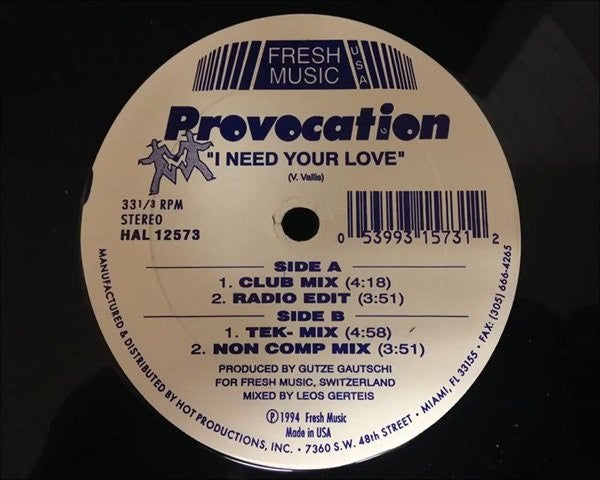 FRESH
MUSIC
USA
Provocation
"I NEED YOUR LOVE"
(V. Vallis)
33 1/3 RPM
STEREO
HAL 12573
0 53993 15731 2
SIDE A
1. CLUB MIX (4:18)
2. RADIO EDIT (3:51)
SIDE B
1. TEK- MIX (4:58)
2. NON COMP MIX (3:51)
PRODUCED BY GUTZE GAUTSCHI
FOR FRESH MUSIC, SWITZERLAND
MIXED BY LEOS GERTEIS
Ⓟ 1994 Fresh Music
Made in USA
MANUFACTURED & DISTRIBUTED BY HOT PRODUCTIONS, INC. • 7360 S.W. 48th STREET • MIAMI, FL 33155 • FAX: (305) 666-4265